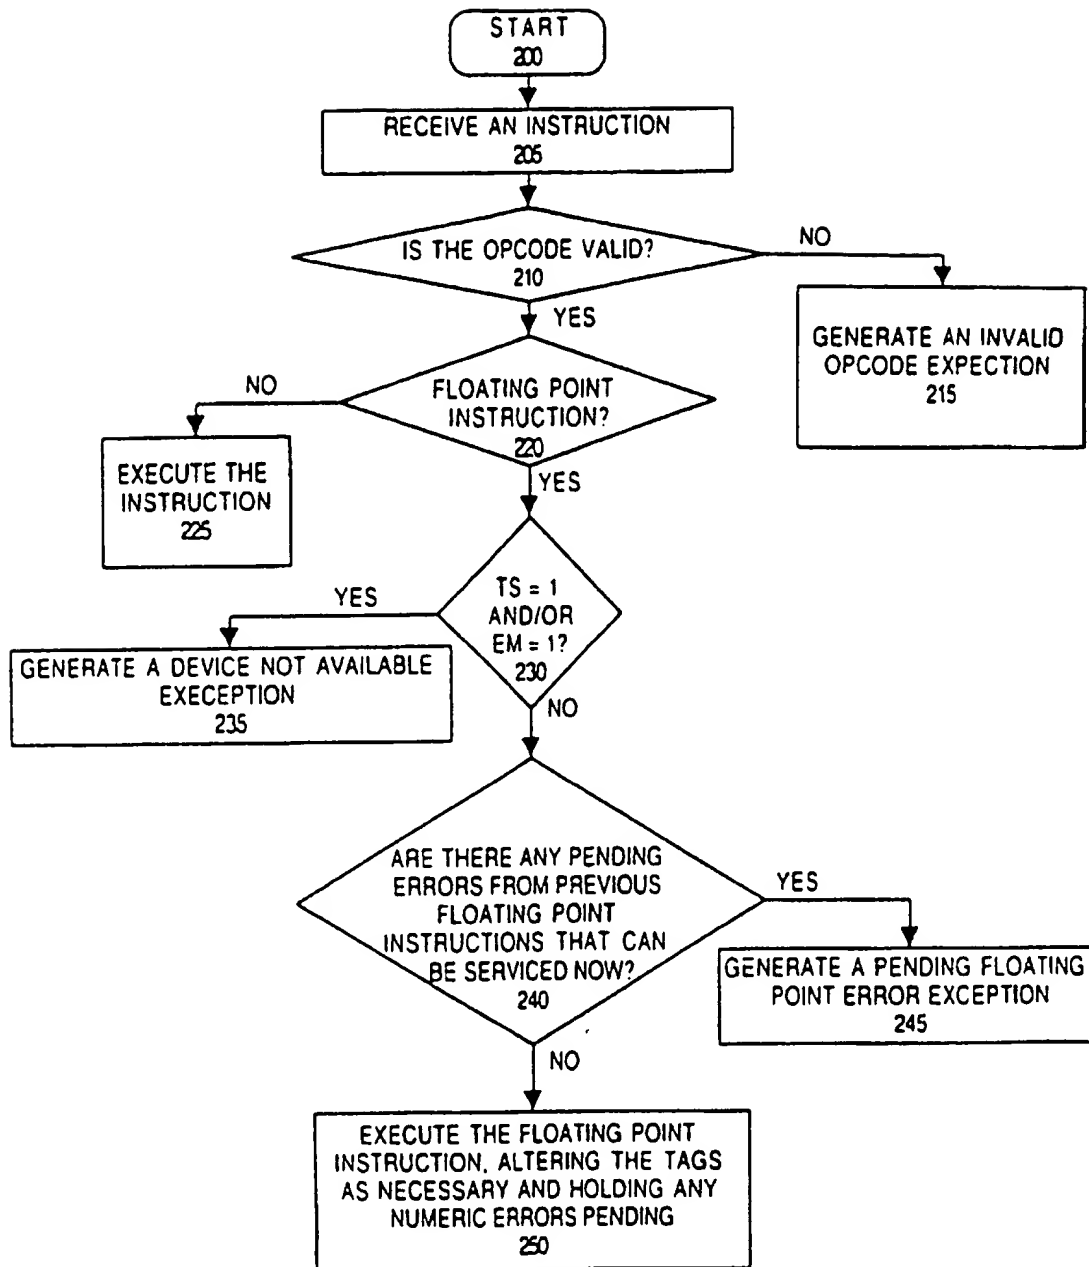 START
200
RECEIVE AN INSTRUCTION
205
IS THE OPCODE VALID?
210
NO
YES
GENERATE AN INVALID
OPCODE EXPECTION
215
FLOATING POINT
INSTRUCTION?
220
NO
YES
EXECUTE THE
INSTRUCTION
225
TS = 1
AND/OR
EM = 1?
230
YES
NO
GENERATE A DEVICE NOT AVAILABLE
EXECEPTION
235
ARE THERE ANY PENDING
ERRORS FROM PREVIOUS
FLOATING POINT
INSTRUCTIONS THAT CAN
BE SERVICED NOW?
240
YES
NO
GENERATE A PENDING FLOATING
POINT ERROR EXCEPTION
245
EXECUTE THE FLOATING POINT
INSTRUCTION, ALTERING THE TAGS
AS NECESSARY AND HOLDING ANY
NUMERIC ERRORS PENDING
250